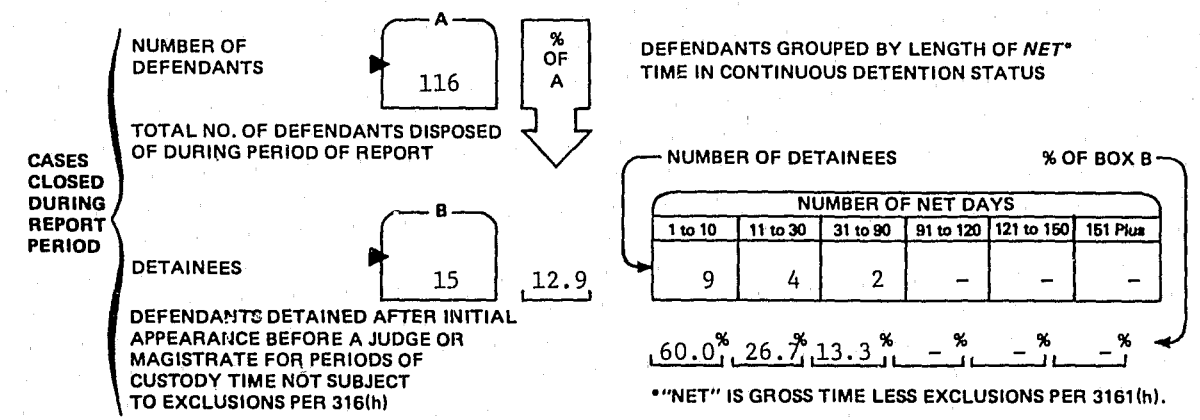 CASES
CLOSED
DURING
REPORT
PERIOD
NUMBER OF
DEFENDANTS
A
116
%
OF
A
TOTAL NO. OF DEFENDANTS DISPOSED
OF DURING PERIOD OF REPORT
DETAINEES
B
15
12.9
DEFENDANTS DETAINED AFTER INITIAL
APPEARANCE BEFORE A JUDGE OR
MAGISTRATE FOR PERIODS OF
CUSTODY TIME NOT SUBJECT
TO EXCLUSIONS PER 316(h)
DEFENDANTS GROUPED BY LENGTH OF NET*
TIME IN CONTINUOUS DETENTION STATUS
NUMBER OF DETAINEES % OF BOX B
NUMBER OF NET DAYS
1 to 10 11 to 30 31 to 90 91 to 120 121 to 150 151 Plus
9 4 2 – – –
60.0% 26.7% 13.3% –% –% –%
*"NET" IS GROSS TIME LESS EXCLUSIONS PER 3161(h).